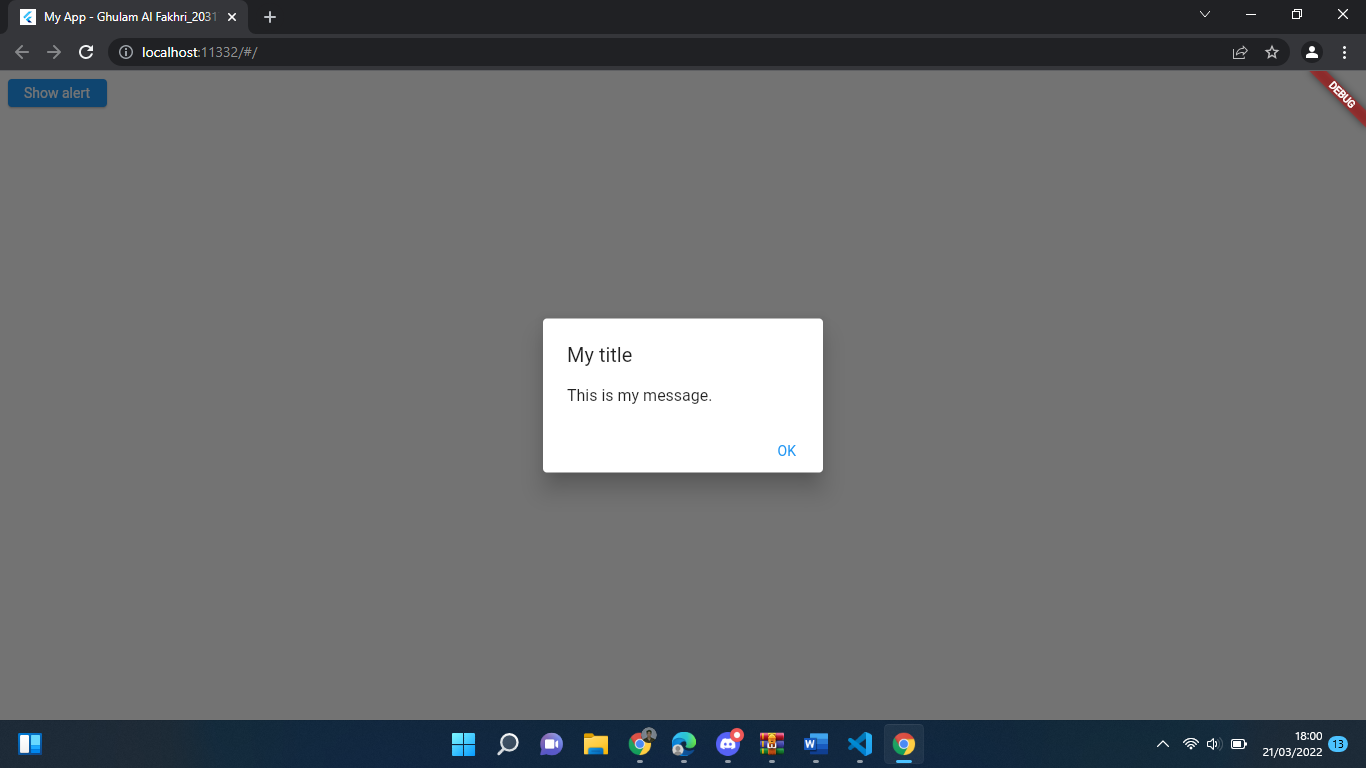 My App - Ghulam Al Fakhri_2031
localhost:11332/#/
Show alert
DEBUG
My title
This is my message.
OK
18:00
21/03/2022
13